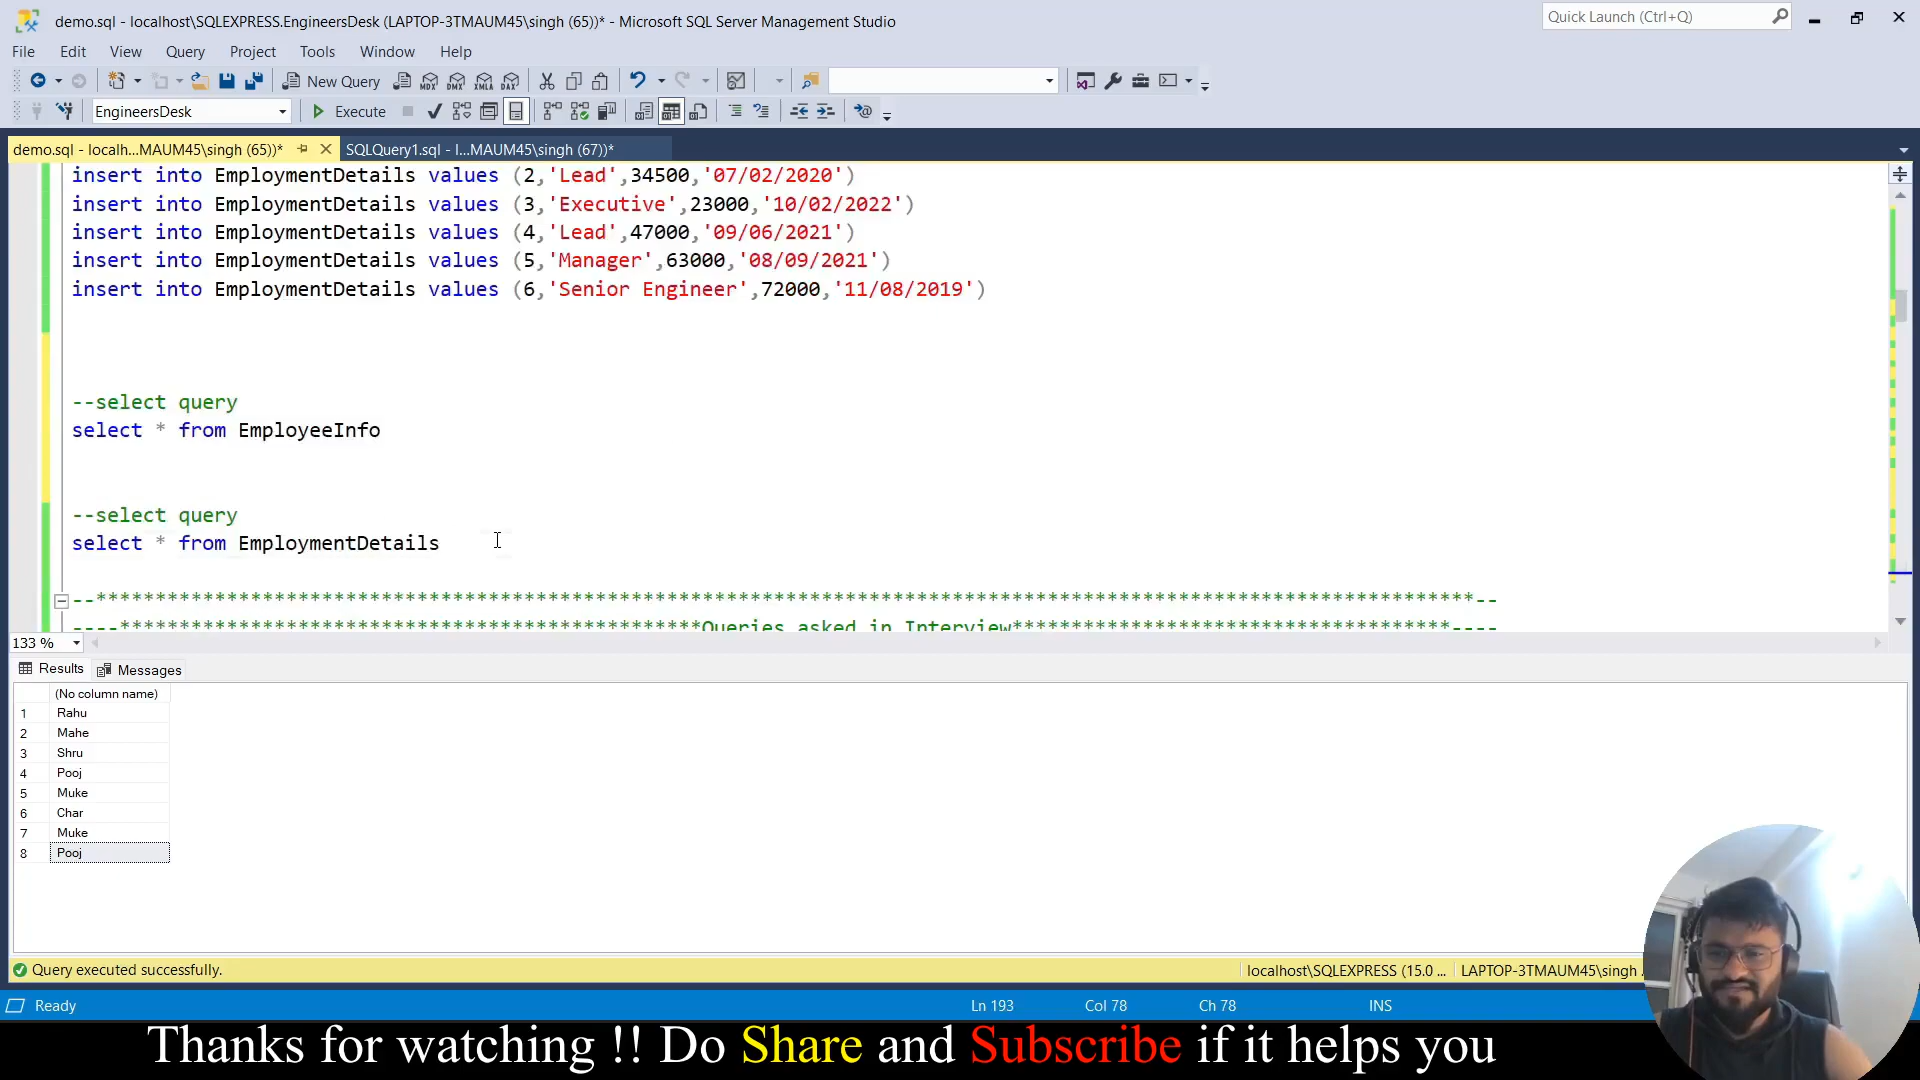 demo.sql - localhost\SQLEXPRESS.EngineersDesk (LAPTOP-3TMAUM45\singh (65))* - Microsoft SQL Server Management Studio
Quick Launch (Ctrl+Q)
File Edit View Query Project Tools Window Help
New Query MDX DMX XMLA DAX
EngineersDesk Execute
demo.sql - localh...MAUM45\singh (65))* SQLQuery1.sql - l...MAUM45\singh (67))*
insert into EmploymentDetails values (2,'Lead',34500,'07/02/2020')
insert into EmploymentDetails values (3,'Executive',23000,'10/02/2022')
insert into EmploymentDetails values (4,'Lead',47000,'09/06/2021')
insert into EmploymentDetails values (5,'Manager',63000,'08/09/2021')
insert into EmploymentDetails values (6,'Senior Engineer',72000,'11/08/2019')
--select query
select * from EmployeeInfo
--select query
select * from EmploymentDetails
--********************************************************************************************************************--
----*************************************************Queries asked in Interview*************************************----
133 %
Results Messages
(No column name)
1 Rahu
2 Mahe
3 Shru
4 Pooj
5 Muke
6 Char
7 Muke
8 Pooj
Query executed successfully. localhost\SQLEXPRESS (15.0 ... LAPTOP-3TMAUM45\singh
Ready Ln 193 Col 78 Ch 78 INS
Thanks for watching !! Do Share and Subscribe if it helps you